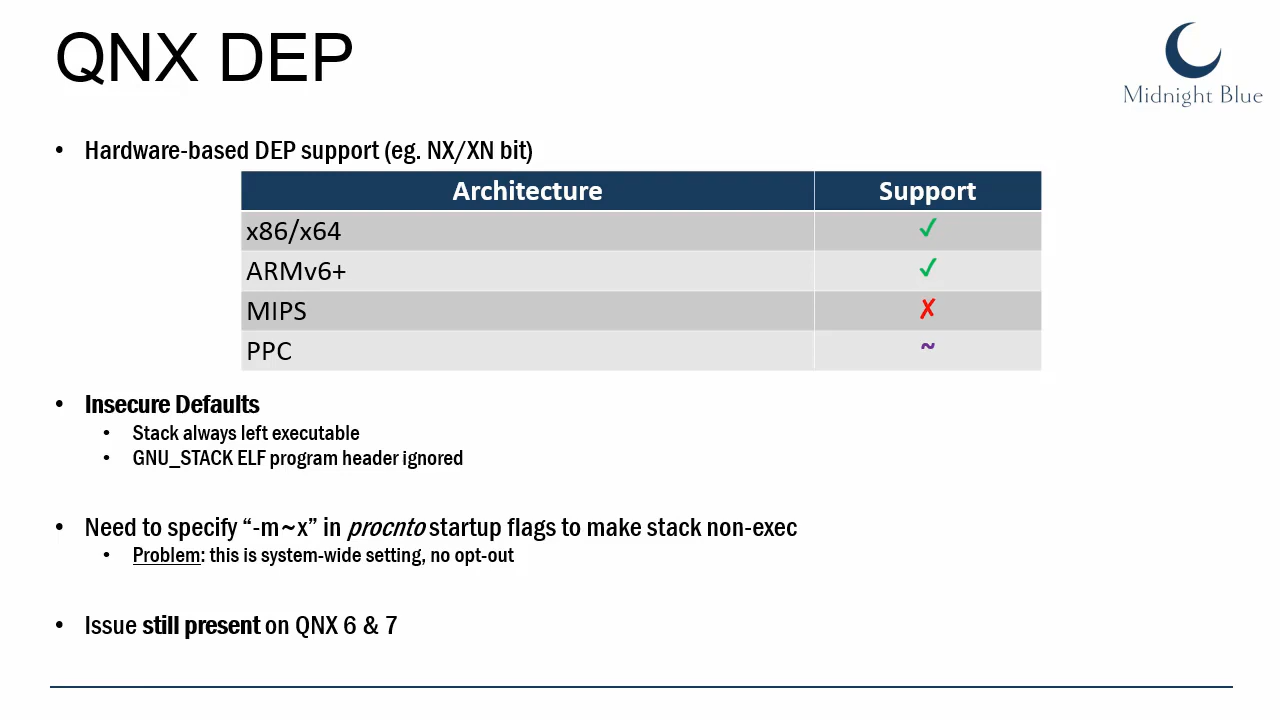 QNX DEP
Midnight Blue
• Hardware-based DEP support (eg. NX/XN bit)
Architecture Support
x86/x64 ✓
ARMv6+ ✓
MIPS ✗
PPC ~
• Insecure Defaults
• Stack always left executable
• GNU_STACK ELF program header ignored
• Need to specify “-m~x” in procnto startup flags to make stack non-exec
• Problem: this is system-wide setting, no opt-out
• Issue still present on QNX 6 & 7